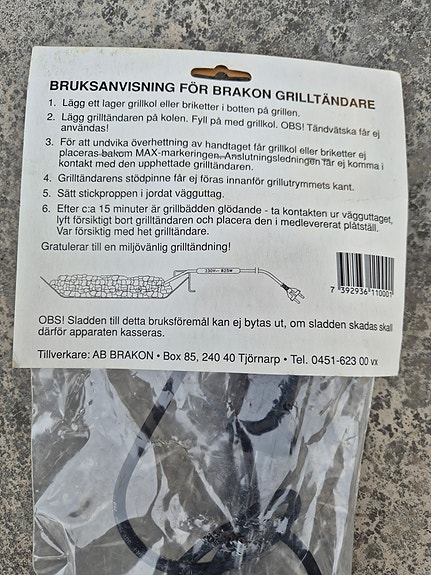 BRUKSANVISNING FÖR BRAKON GRILLTÄNDARE
1. Lägg ett lager grillkol eller briketter i botten på grillen.
2. Lägg grilltändaren på kolen. Fyll på med grillkol. OBS! Tändvätska får ej
användas!
3. För att undvika överhettning av handtaget får grillkol eller briketter ej
placeras bakom MAX-markeringen. Anslutningsledningen får ej komma i
kontakt med den upphettade grilltändaren.
4. Grilltändarens stödpinne får ej föras innanför grillutrymmets kant.
5. Sätt stickproppen i jordat vägguttag.
6. Efter c:a 15 minuter är grillbädden glödande - ta kontakten ur vägguttaget,
lyft försiktigt bort grilltändaren och placera den i medlevererat plåtställ.
Var försiktig med het grilltändare.
Gratulerar till en miljövänlig grilltändning!
230V~ 825W
7 392936 110001
OBS! Sladden till detta bruksföremål kan ej bytas ut, om sladden skadas skall
därför apparaten kasseras.
Tillverkare: AB BRAKON • Box 85, 240 40 Tjörnarp • Tel. 0451-623 00 vx